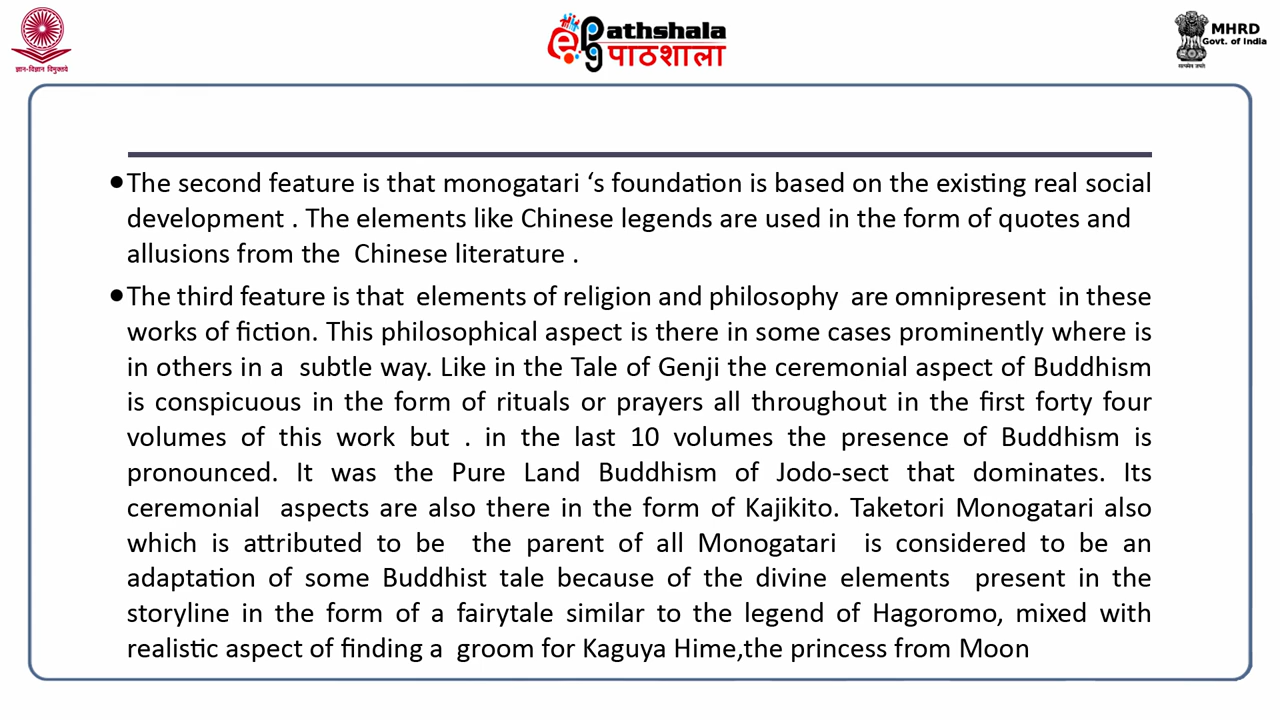 ज्ञान-विज्ञान विमुक्तये
ePG athshala
पाठशाला
MHRD
Govt. of India
सत्यमेव जयते
●The second feature is that monogatari ‘s foundation is based on the existing real social
development . The elements like Chinese legends are used in the form of quotes and
allusions from the  Chinese literature .
●The third feature is that  elements of religion and philosophy  are omnipresent  in these
works of fiction. This philosophical aspect is there in some cases prominently where is
in others in a  subtle way. Like in the Tale of Genji the ceremonial aspect of Buddhism
is conspicuous in the form of rituals or prayers all throughout in the first forty four
volumes of this work but . in the last 10 volumes the presence of Buddhism is
pronounced. It was the Pure Land Buddhism of Jodo-sect that dominates. Its
ceremonial  aspects are also there in the form of Kajikito. Taketori Monogatari also
which is attributed to be  the parent of all Monogatari  is considered to be an
adaptation of some Buddhist tale because of the divine elements  present in the
storyline in the form of a fairytale similar to the legend of Hagoromo, mixed with
realistic aspect of finding a  groom for Kaguya Hime,the princess from Moon